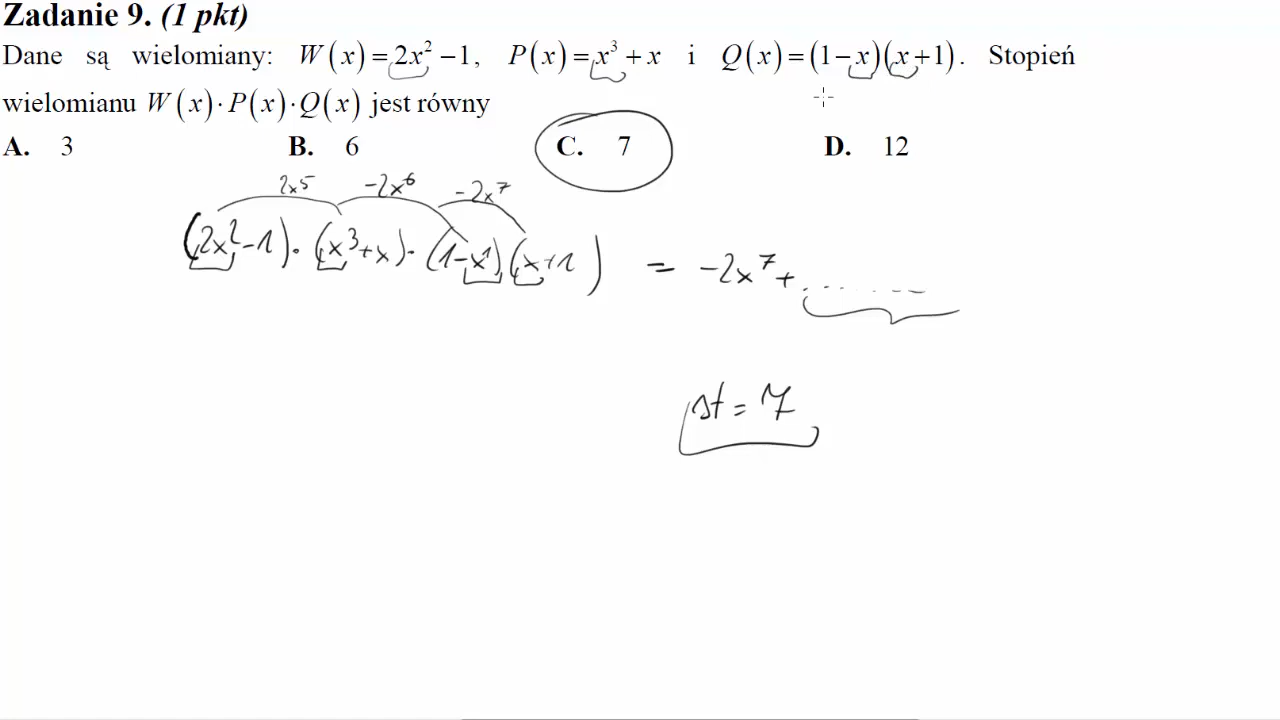 Zadanie 9. (1 pkt)
Dane są wielomiany: W(x)=2x²−1, P(x)=x³+x i Q(x)=(1−x)(x+1). Stopień
wielomianu W(x)·P(x)·Q(x) jest równy
A. 3 B. 6 C. 7 D. 12
2x⁵ −2x⁶ −2x⁷
(2x²−1)·(x³+x)·(1−x¹)(x+1) = −2x⁷+.......
st=7